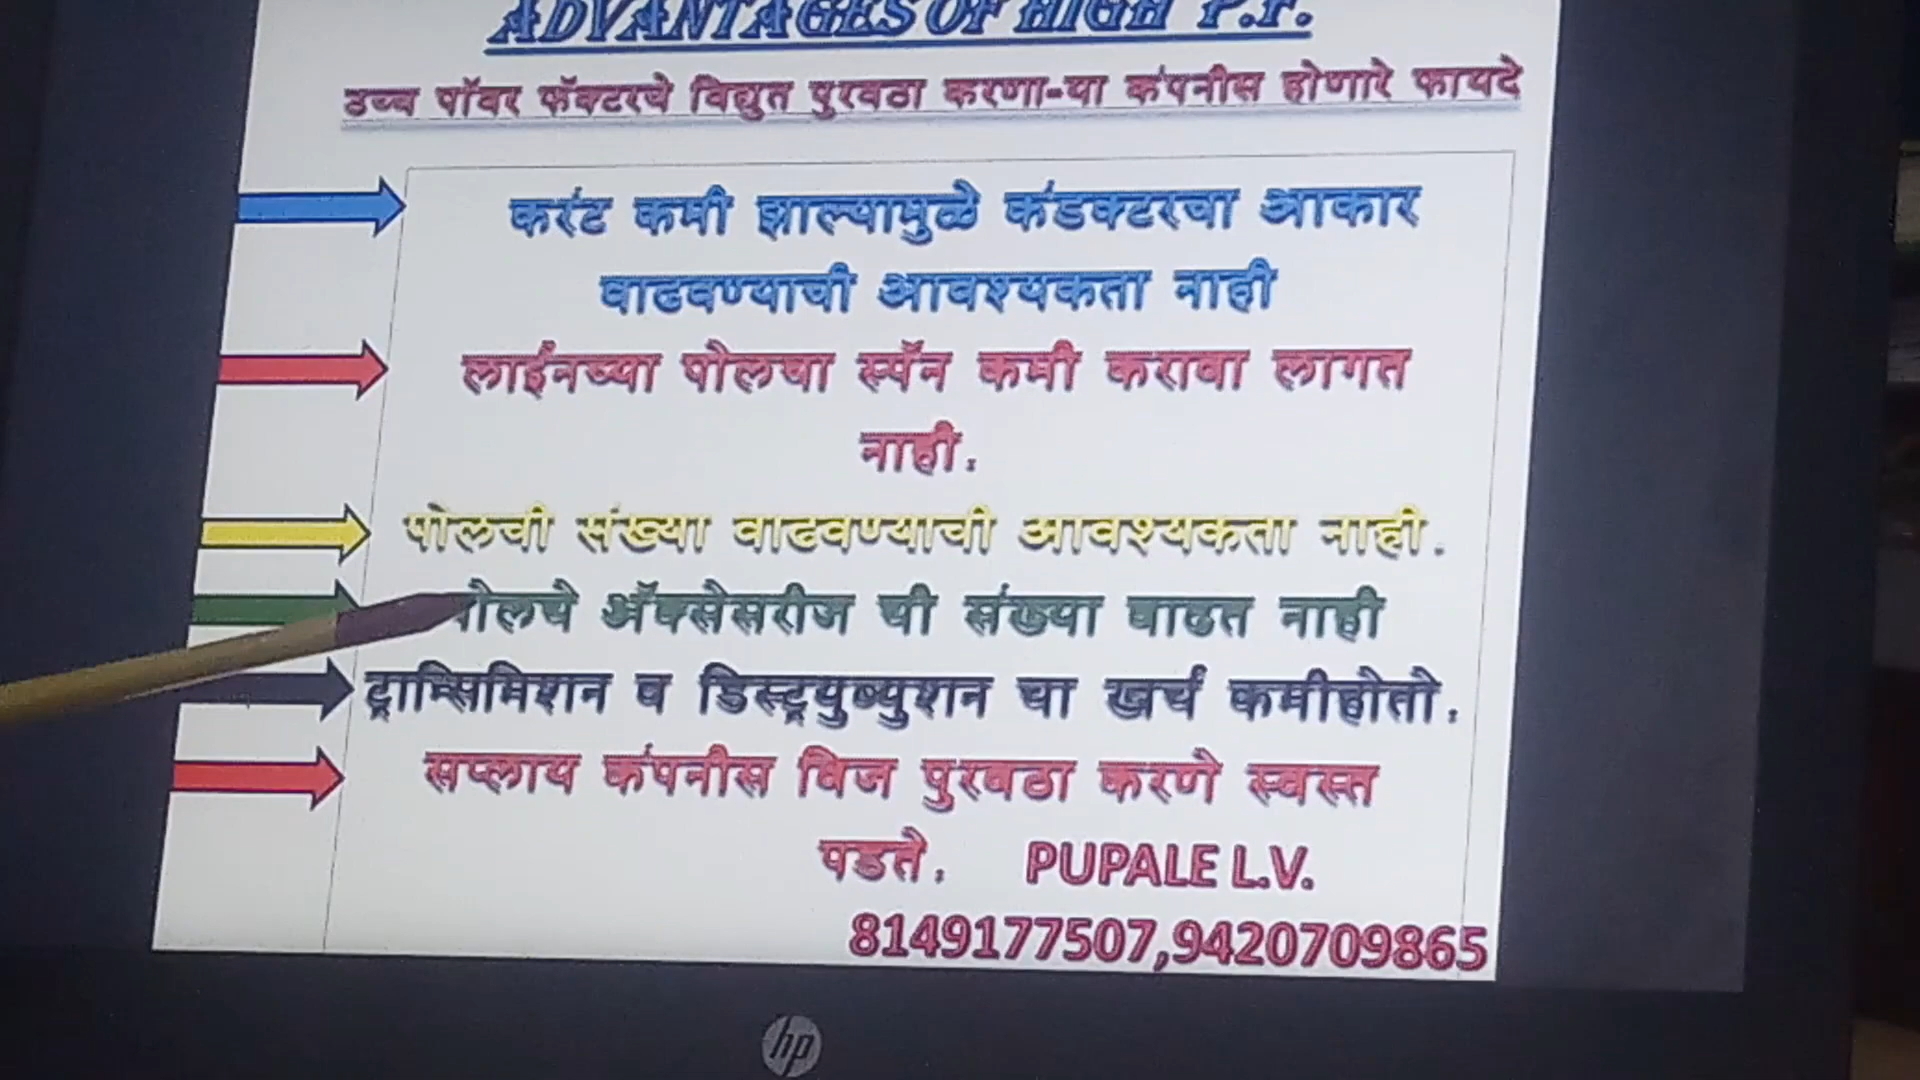 ADVANTAGES OF HIGH P.F.
उच्च पॉवर फॅक्टरचे विद्युत पुरवठा करणा-या कंपनीस होणारे फायदे
करंट कमी झाल्यामुळे कंडक्टरचा आकार
वाढवण्याची आवश्यकता नाही
लाईनच्या पोलचा स्पॅन कमी करावा लागत
नाही.
पोलची संख्या वाढवण्याची आवश्यकता नाही.
पोलचे ॲक्सेसरीज ची संख्या वाढत नाही
ट्राम्सिमिशन व डिस्ट्रयुब्युशन चा खर्च कमीहोतो.
सप्लाय कंपनीस विज पुरवठा करणे स्वस्त
पडते. PUPALE L.V.
8149177507,9420709865
hp